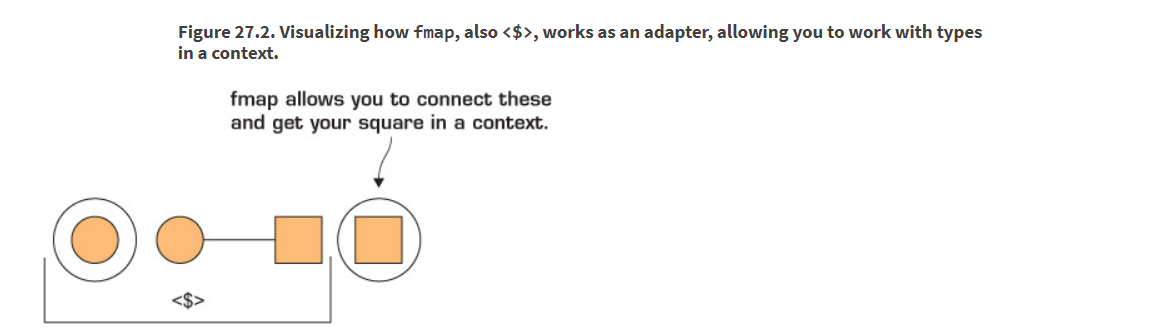 Figure 27.2. Visualizing how fmap, also <$>, works as an adapter, allowing you to work with types
in a context.
fmap allows you to connect these
and get your square in a context.
<$>